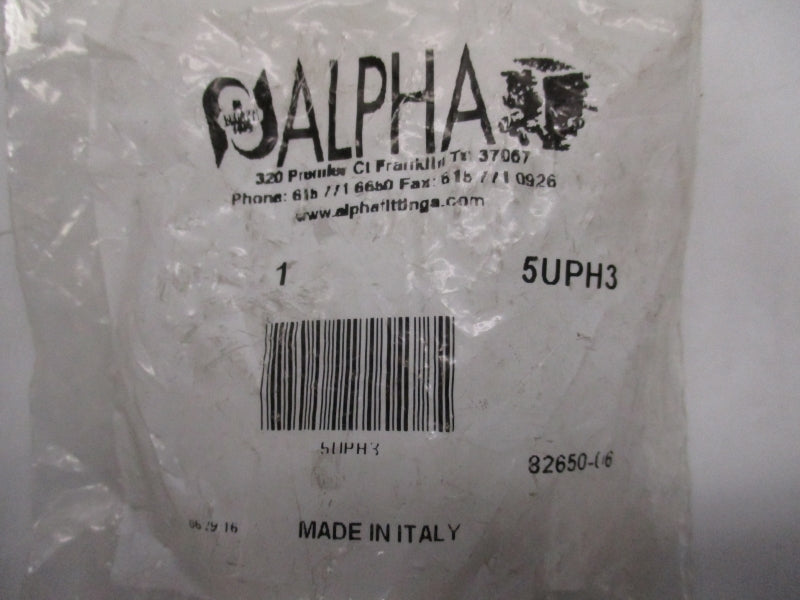 ALPHA
320 Premier Ct Franklin Tn 37067
Phone: 615 771 6650 Fax: 615 771 0926
www.alphafittings.com
1 5UPH3
5UPH3
82650-06
MADE IN ITALY